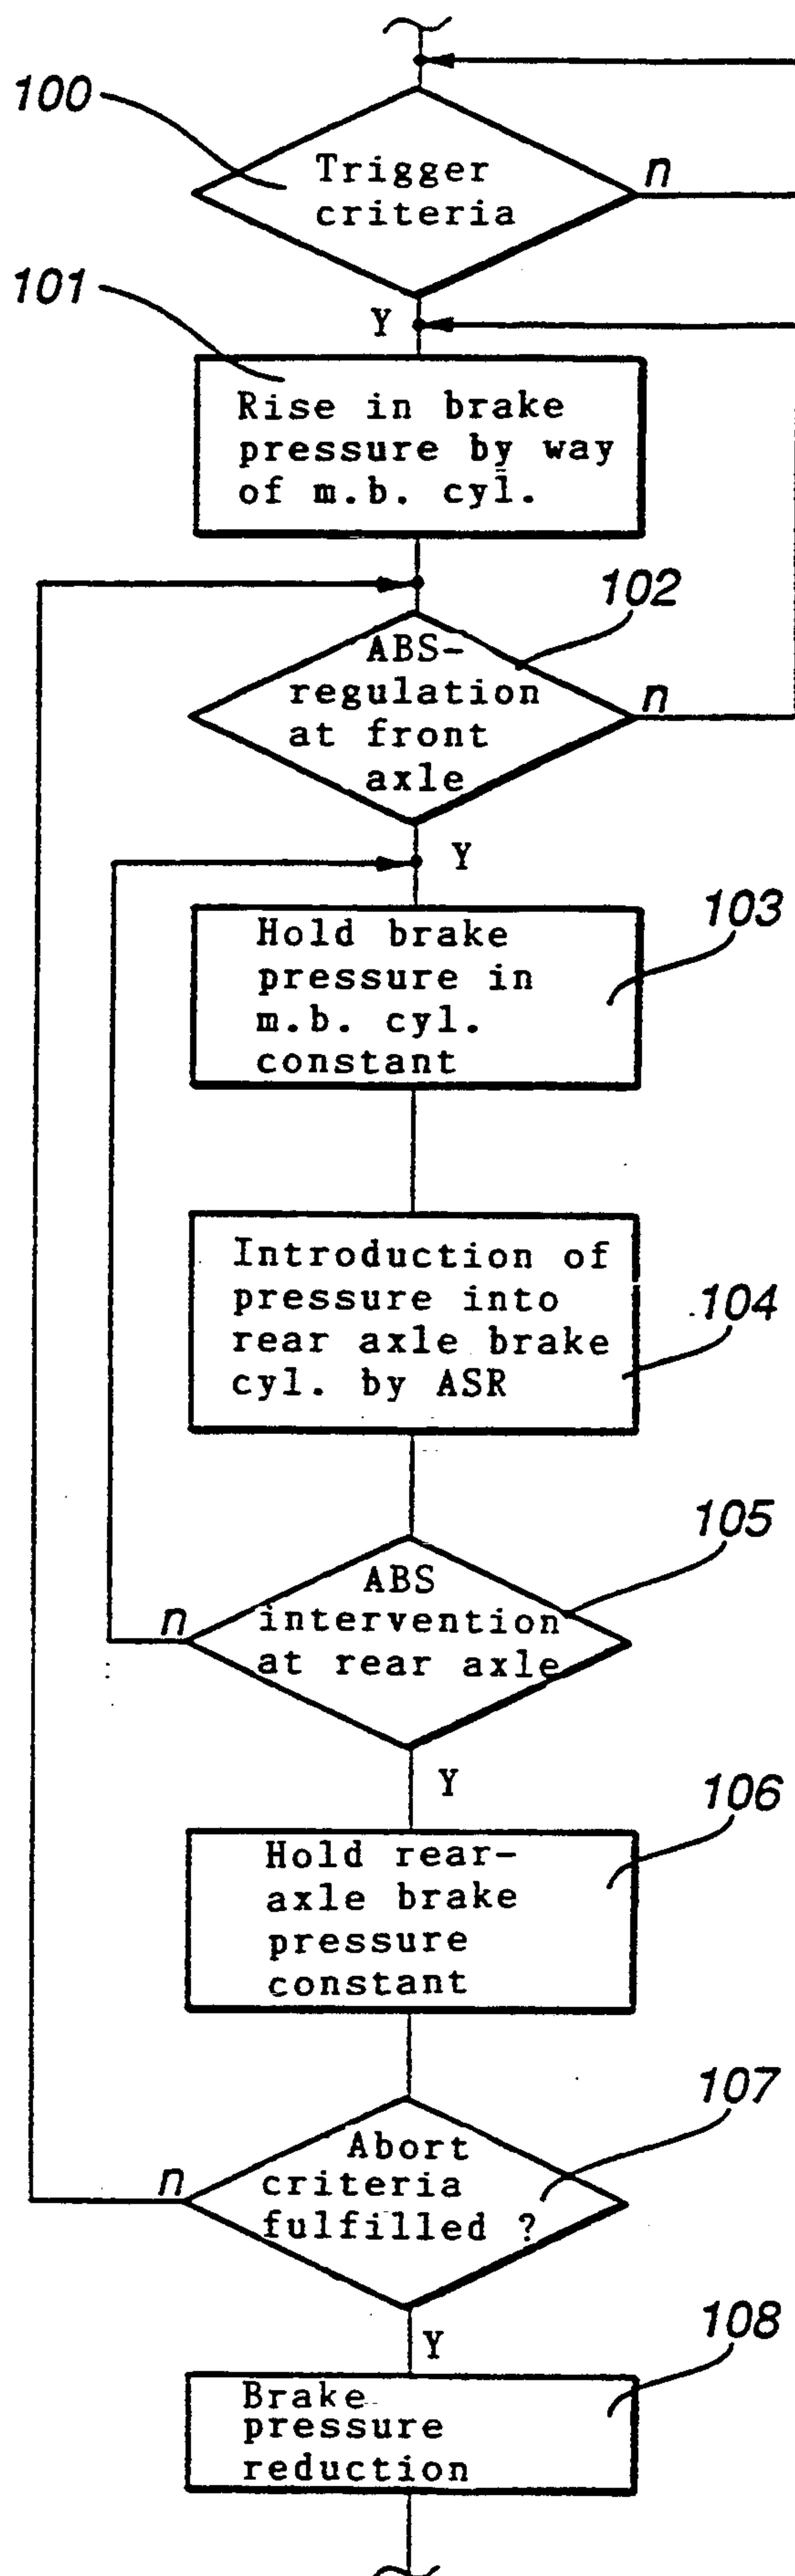 100
Trigger
criteria
n
101
Y
Rise in brake
pressure by way
of m.b. cyl.
102
ABS-
regulation
at front
axle
n
Y
103
Hold brake
pressure in
m.b. cyl.
constant
104
Introduction of
pressure into
rear axle brake
cyl. by ASR
105
ABS
intervention
at rear axle
n
Y
106
Hold rear-
axle brake
pressure
constant
107
Abort
criteria
fulfilled ?
n
Y
108
Brake
pressure
reduction